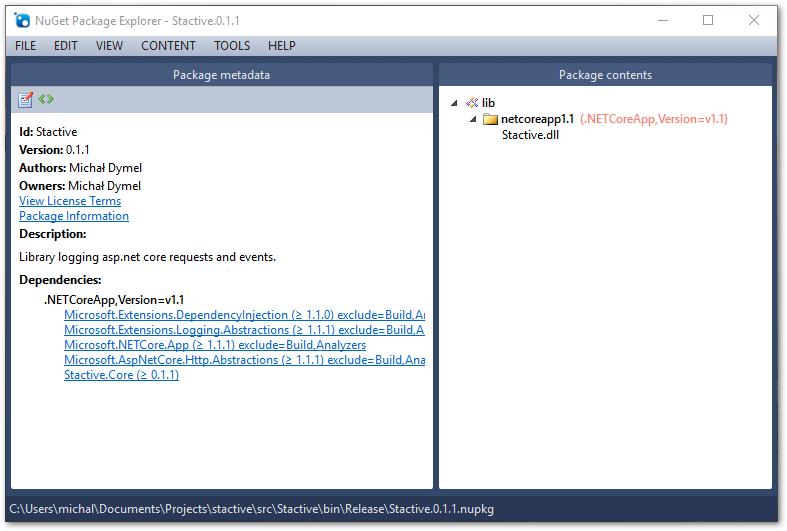 NuGet Package Explorer - Stactive.0.1.1
FILE EDIT VIEW CONTENT TOOLS HELP
Package metadata
Id: Stactive
Version: 0.1.1
Authors: Michał Dymel
Owners: Michał Dymel
View License Terms
Package Information
Description:
Library logging asp.net core requests and events.
Dependencies:
.NETCoreApp,Version=v1.1
Microsoft.Extensions.DependencyInjection (≥ 1.1.0) exclude=Build,An
Microsoft.Extensions.Logging.Abstractions (≥ 1.1.1) exclude=Build,A
Microsoft.NETCore.App (≥ 1.1.1) exclude=Build,Analyzers
Microsoft.AspNetCore.Http.Abstractions (≥ 1.1.1) exclude=Build,Ana
Stactive.Core (≥ 0.1.1)
Package contents
lib
netcoreapp1.1 (.NETCoreApp,Version=v1.1)
Stactive.dll
C:\Users\michal\Documents\Projects\stactive\src\Stactive\bin\Release\Stactive.0.1.1.nupkg